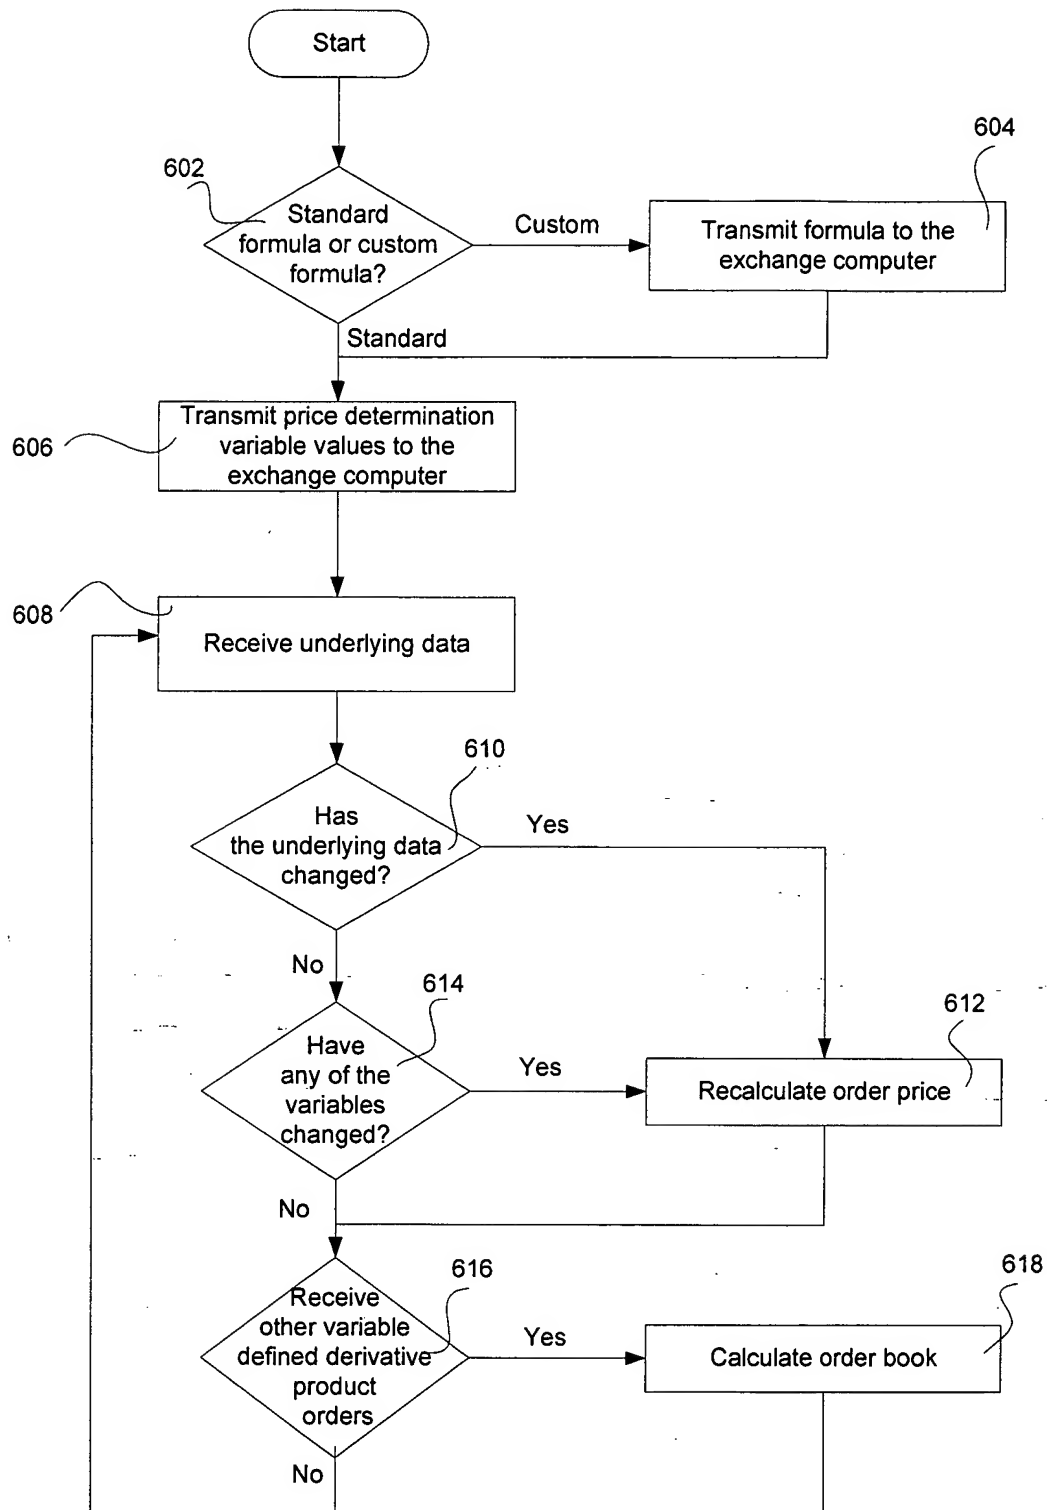 Start
602
Standard
formula or custom
formula?
Custom
604
Transmit formula to the
exchange computer
Standard
606
Transmit price determination
variable values to the
exchange computer
608
Receive underlying data
610
Has
the underlying data
changed?
Yes
No
614
Have
any of the
variables
changed?
Yes
612
Recalculate order price
No
616
Receive
other variable
defined derivative
product
orders
Yes
618
Calculate order book
No